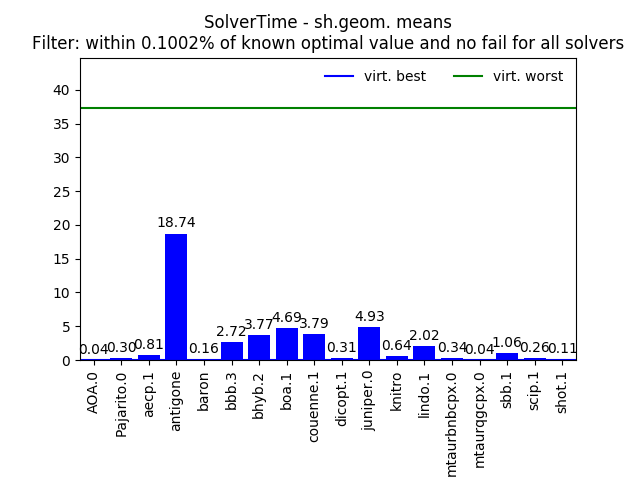 SolverTime - sh.geom. means
Filter: within 0.1002% of known optimal value and no fail for all solvers
virt. best
virt. worst
40
35
30
25
20
15
10
5
0
0.04
0.30
0.81
18.74
0.16
2.72
3.77
4.69
3.79
0.31
4.93
0.64
2.02
0.34
0.04
1.06
0.26
0.11
AOA.0
Pajarito.0
aecp.1
antigone
baron
bbb.3
bhyb.2
boa.1
couenne.1
dicopt.1
juniper.0
knitro
lindo.1
mtaurbnbcpx.0
mtaurqgcpx.0
sbb.1
scip.1
shot.1